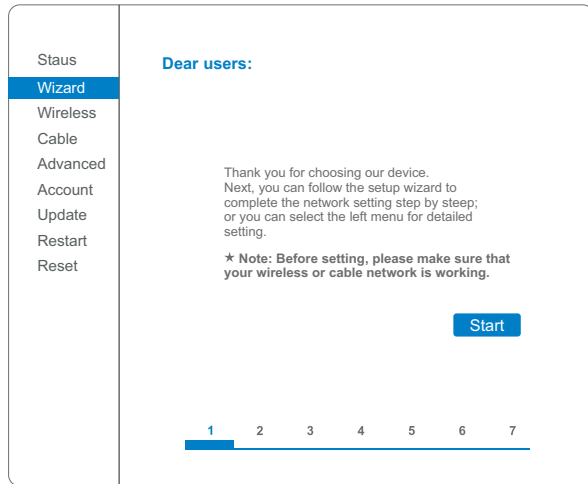 Staus
Wizard
Wireless
Cable
Advanced
Account
Update
Restart
Reset
Dear users:
Thank you for choosing our device.
Next, you can follow the setup wizard to
complete the network setting step by steep;
or you can select the left menu for detailed
setting.
★ Note: Before setting, please make sure that
your wireless or cable network is working.
Start
1 2 3 4 5 6 7